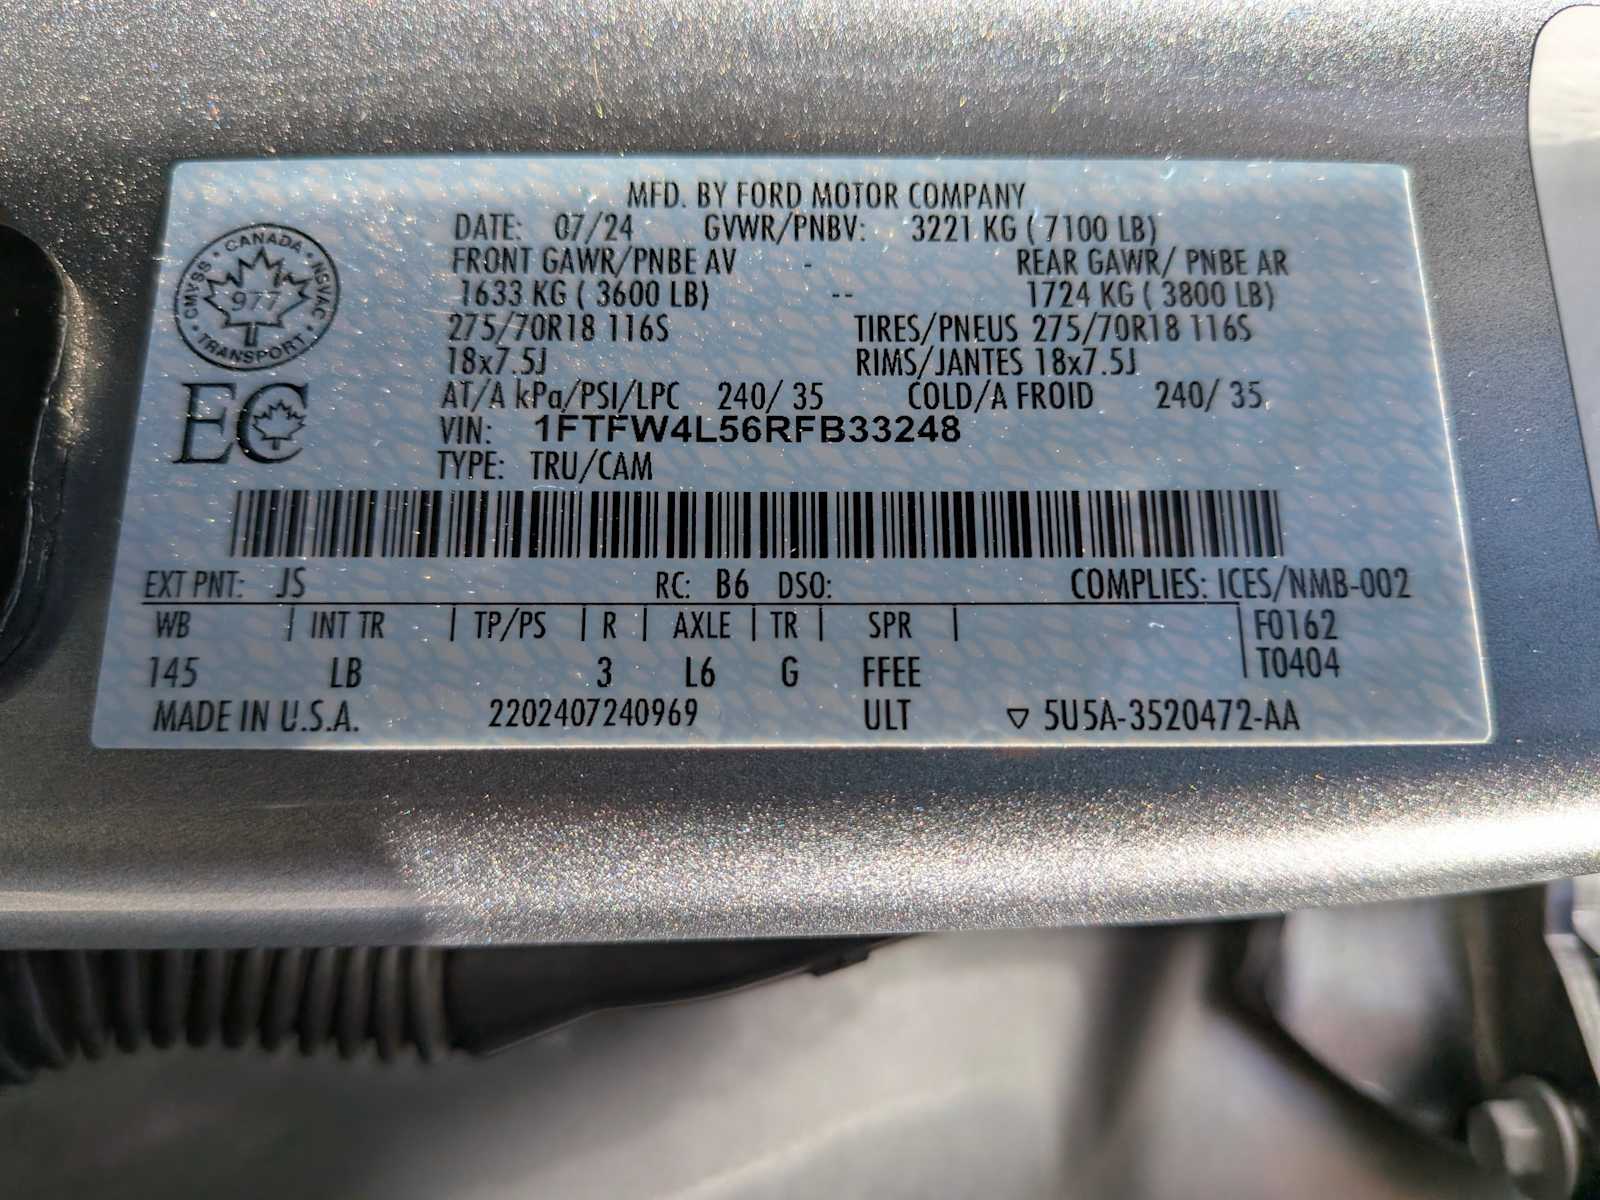 MFD. BY FORD MOTOR COMPANY
DATE: 07/24 GVWR/PNBV: 3221 KG ( 7100 LB)
FRONT GAWR/PNBE AV - REAR GAWR/ PNBE AR
1633 KG ( 3600 LB) -- 1724 KG ( 3800 LB)
275/70R18 116S TIRES/PNEUS 275/70R18 116S
18x7.5J RIMS/JANTES 18x7.5J
AT/A kPa/PSI/LPC 240/ 35 COLD/A FROID 240/ 35
VIN: 1FTFW4L56RFB33248
TYPE: TRU/CAM
CANADA
CMVSS NSVAC
977
TRANSPORT
EC
EXT PNT: JS RC: B6 DSO: COMPLIES: ICES/NMB-002
WB | INT TR | TP/PS | R | AXLE | TR | SPR | F0162
T0404
145 LB 3 L6 G FFEE
MADE IN U.S.A. 2202407240969 ULT ▽ 5U5A-3520472-AA